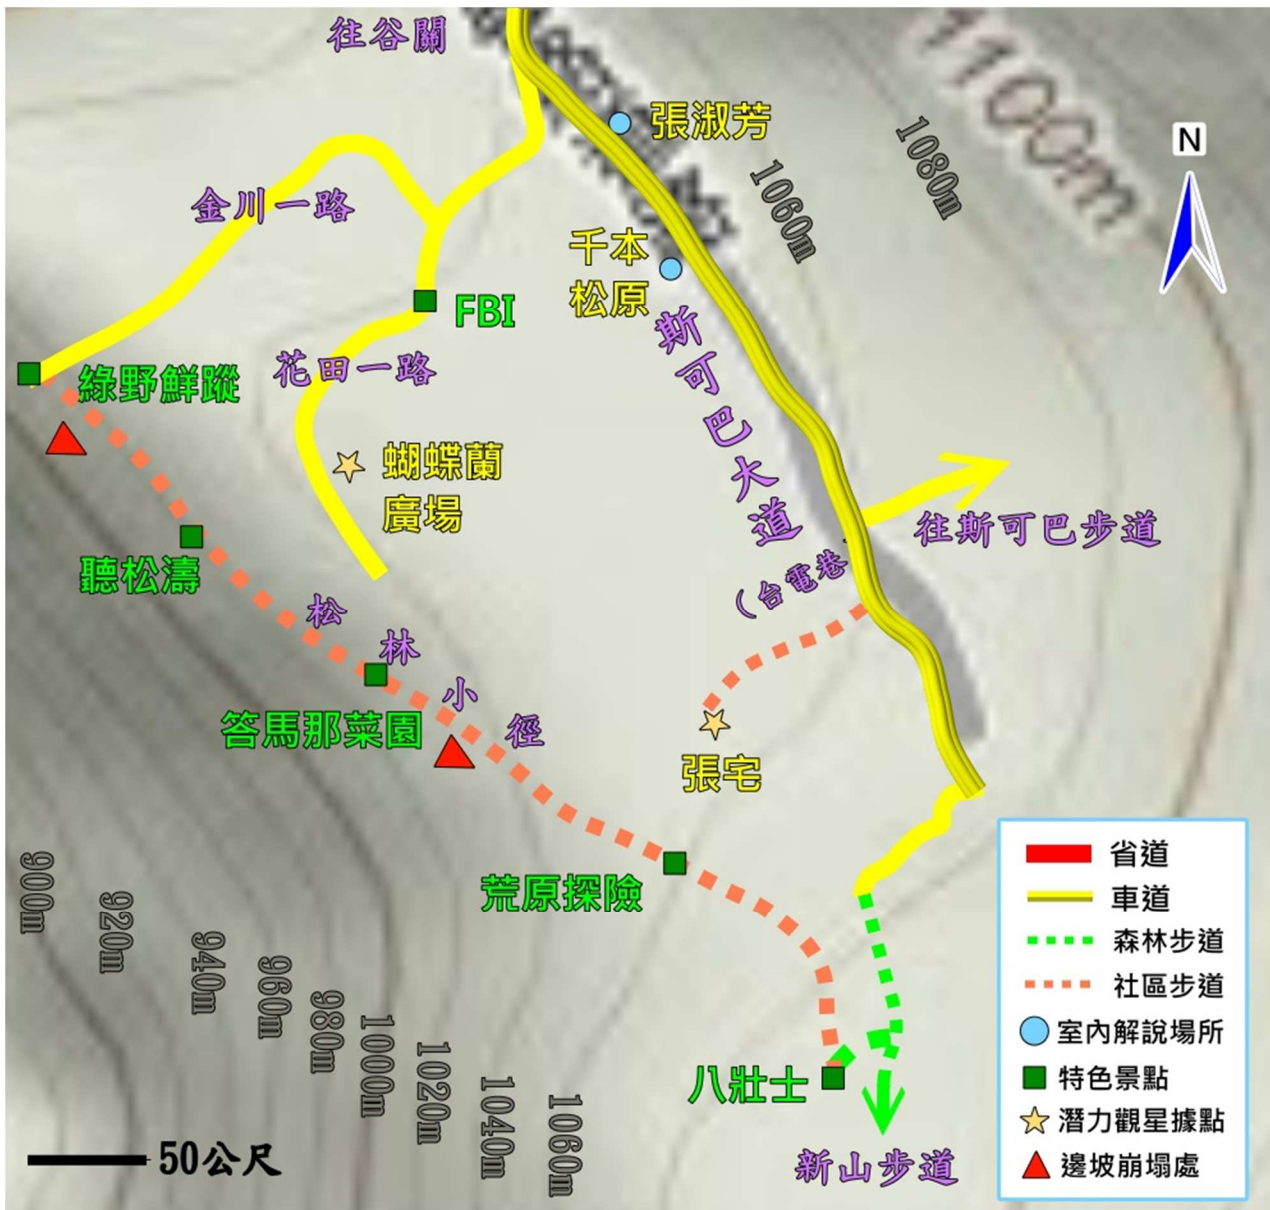 往谷關
張淑芳
1100m
1080m
1060m
N
金川一路
千本
松原
FBI
斯可巴大道
花田一路
綠野鮮蹤
蝴蝶蘭
廣場
往斯可巴步道
聽松濤
(台電巷)
松林小徑
答馬那菜園
張宅
荒原探險
八壯士
新山步道
900m
920m
940m
960m
980m
1000m
1020m
1040m
1060m
50公尺
省道
車道
森林步道
社區步道
室內解說場所
特色景點
潛力觀星據點
邊坡崩塌處